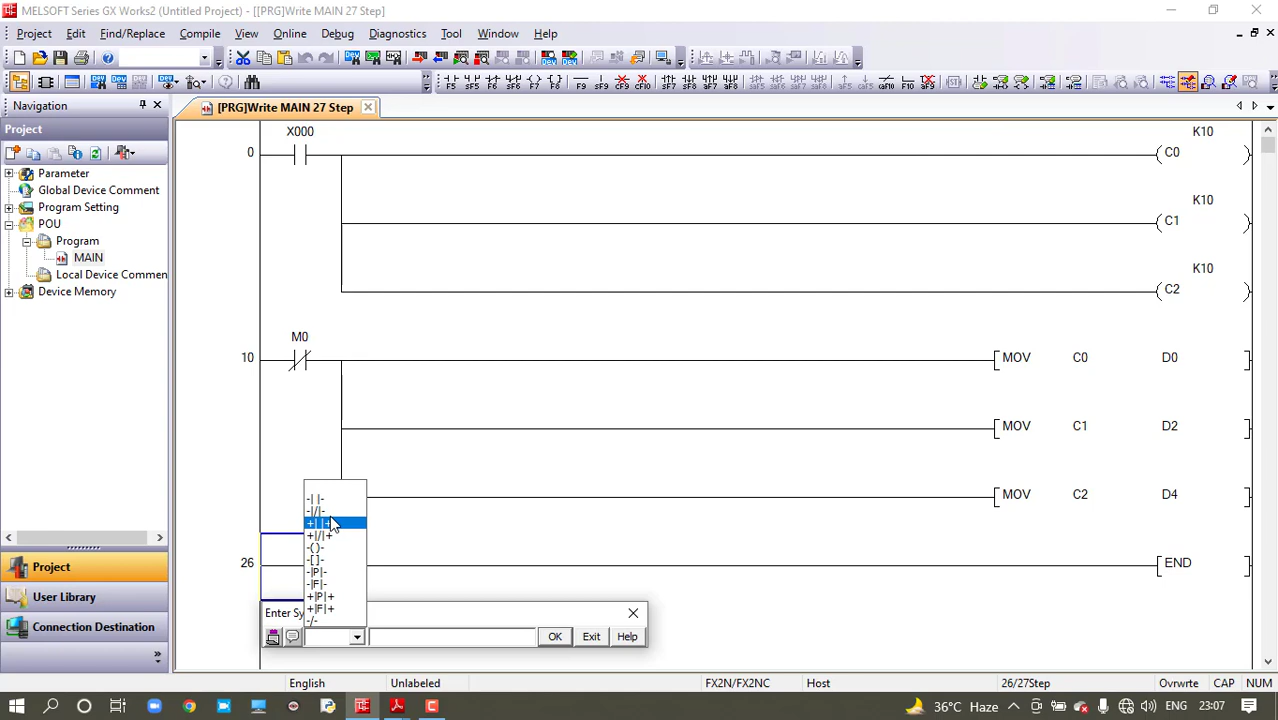 MELSOFT Series GX Works2 (Untitled Project) - [[PRG]Write MAIN 27 Step]
Project Edit Find/Replace Compile View Online Debug Diagnostics Tool Window Help
Navigation
[PRG]Write MAIN 27 Step
Project
Parameter
Global Device Comment
Program Setting
POU
Program
MAIN
Local Device Commen
Device Memory
Project
User Library
Connection Destination
X000
K10
0
C0
K10
C1
K10
C2
M0
10
MOV C0 D0
MOV C1 D2
MOV C2 D4
26
END
-| |-
-|/|-
+| |+
+|/|+
-( )-
-[ ]-
-|P|-
-|F|-
+|P|+
+|F|+
-/-
Enter Sy
OK Exit Help
English Unlabeled FX2N/FX2NC Host 26/27Step Ovrwrte CAP NUM
36°C Haze ENG 23:07